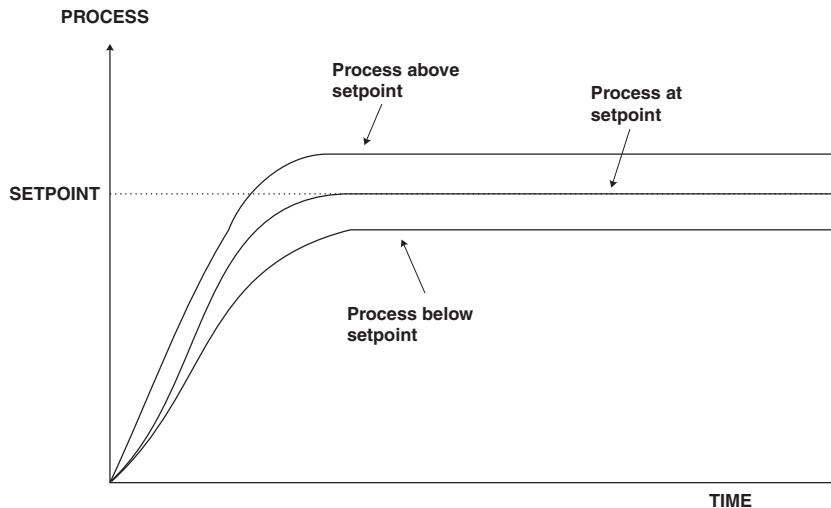 PROCESS
Process above
setpoint
Process at
setpoint
SETPOINT
Process below
setpoint
TIME